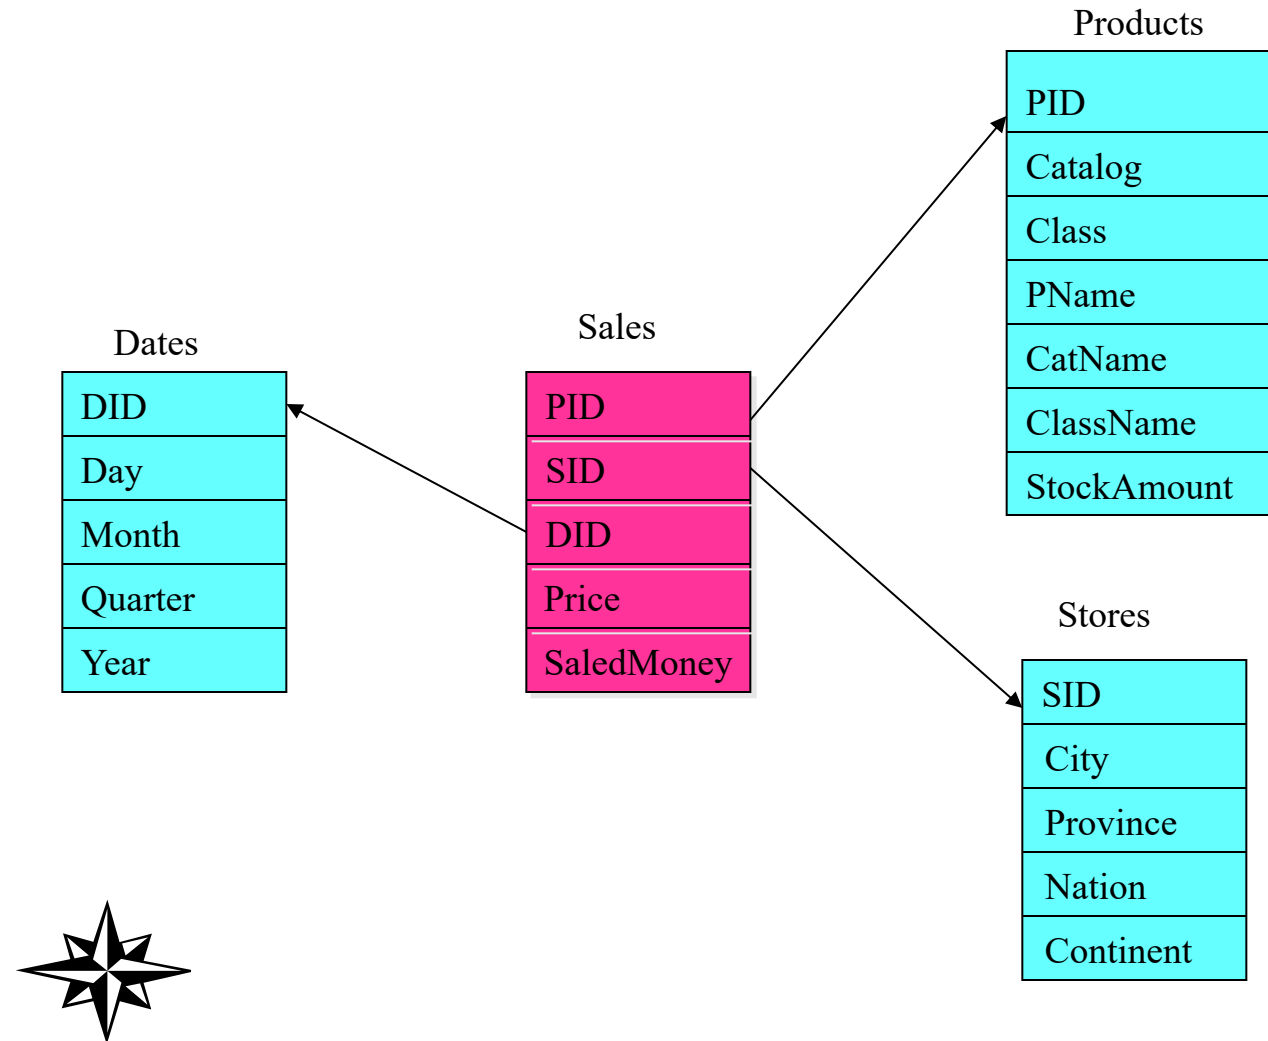 Products
PID
Catalog
Class
PName
CatName
ClassName
StockAmount
Dates
DID
Day
Month
Quarter
Year
Sales
PID
SID
DID
Price
SaledMoney
Stores
SID
City
Province
Nation
Continent